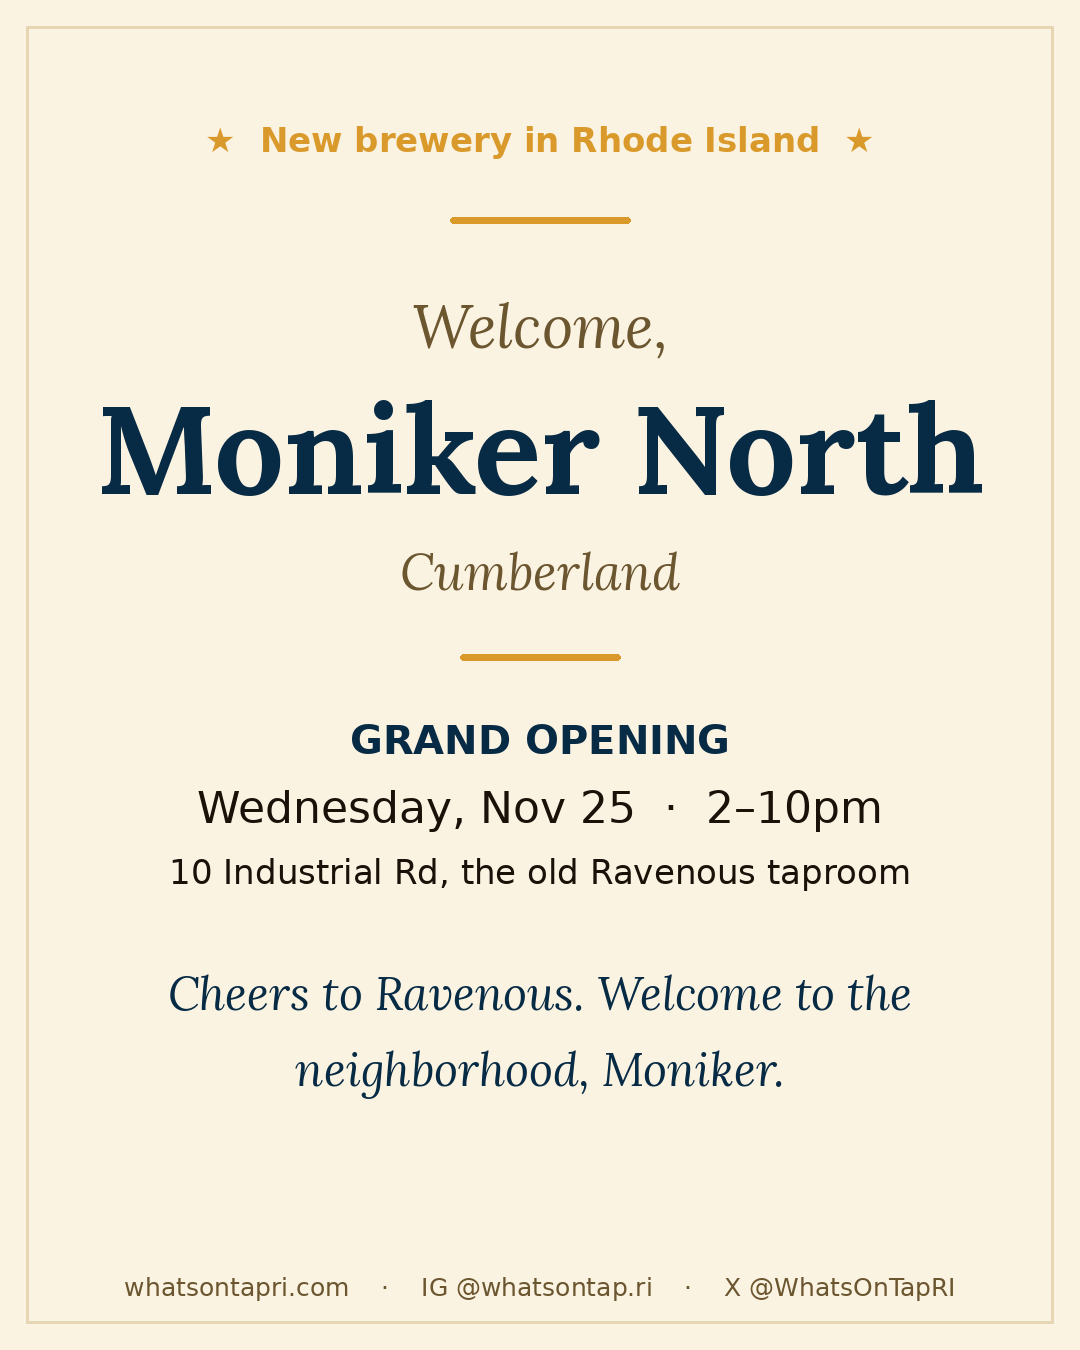 ★ New brewery in Rhode Island ★
Welcome,
Moniker North
Cumberland
GRAND OPENING
Wednesday, Nov 25 · 2–10pm
10 Industrial Rd, the old Ravenous taproom
Cheers to Ravenous. Welcome to the
neighborhood, Moniker.
whatsontapri.com · IG @whatsontap.ri · X @WhatsOnTapRI